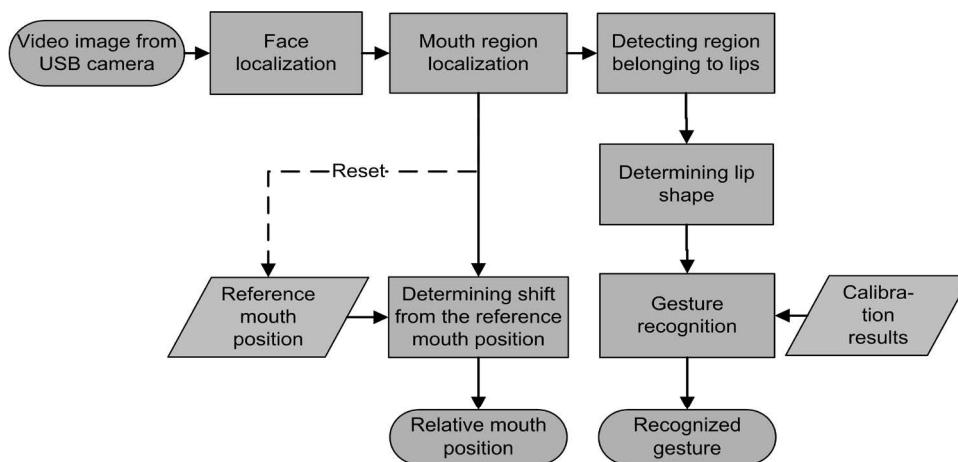 Video image from
USB camera
Face
localization
Mouth region
localization
Detecting region
belonging to lips
Reset
Determining lip
shape
Reference
mouth
position
Determining shift
from the reference
mouth position
Gesture
recognition
Calibra-
tion
results
Relative mouth
position
Recognized
gesture